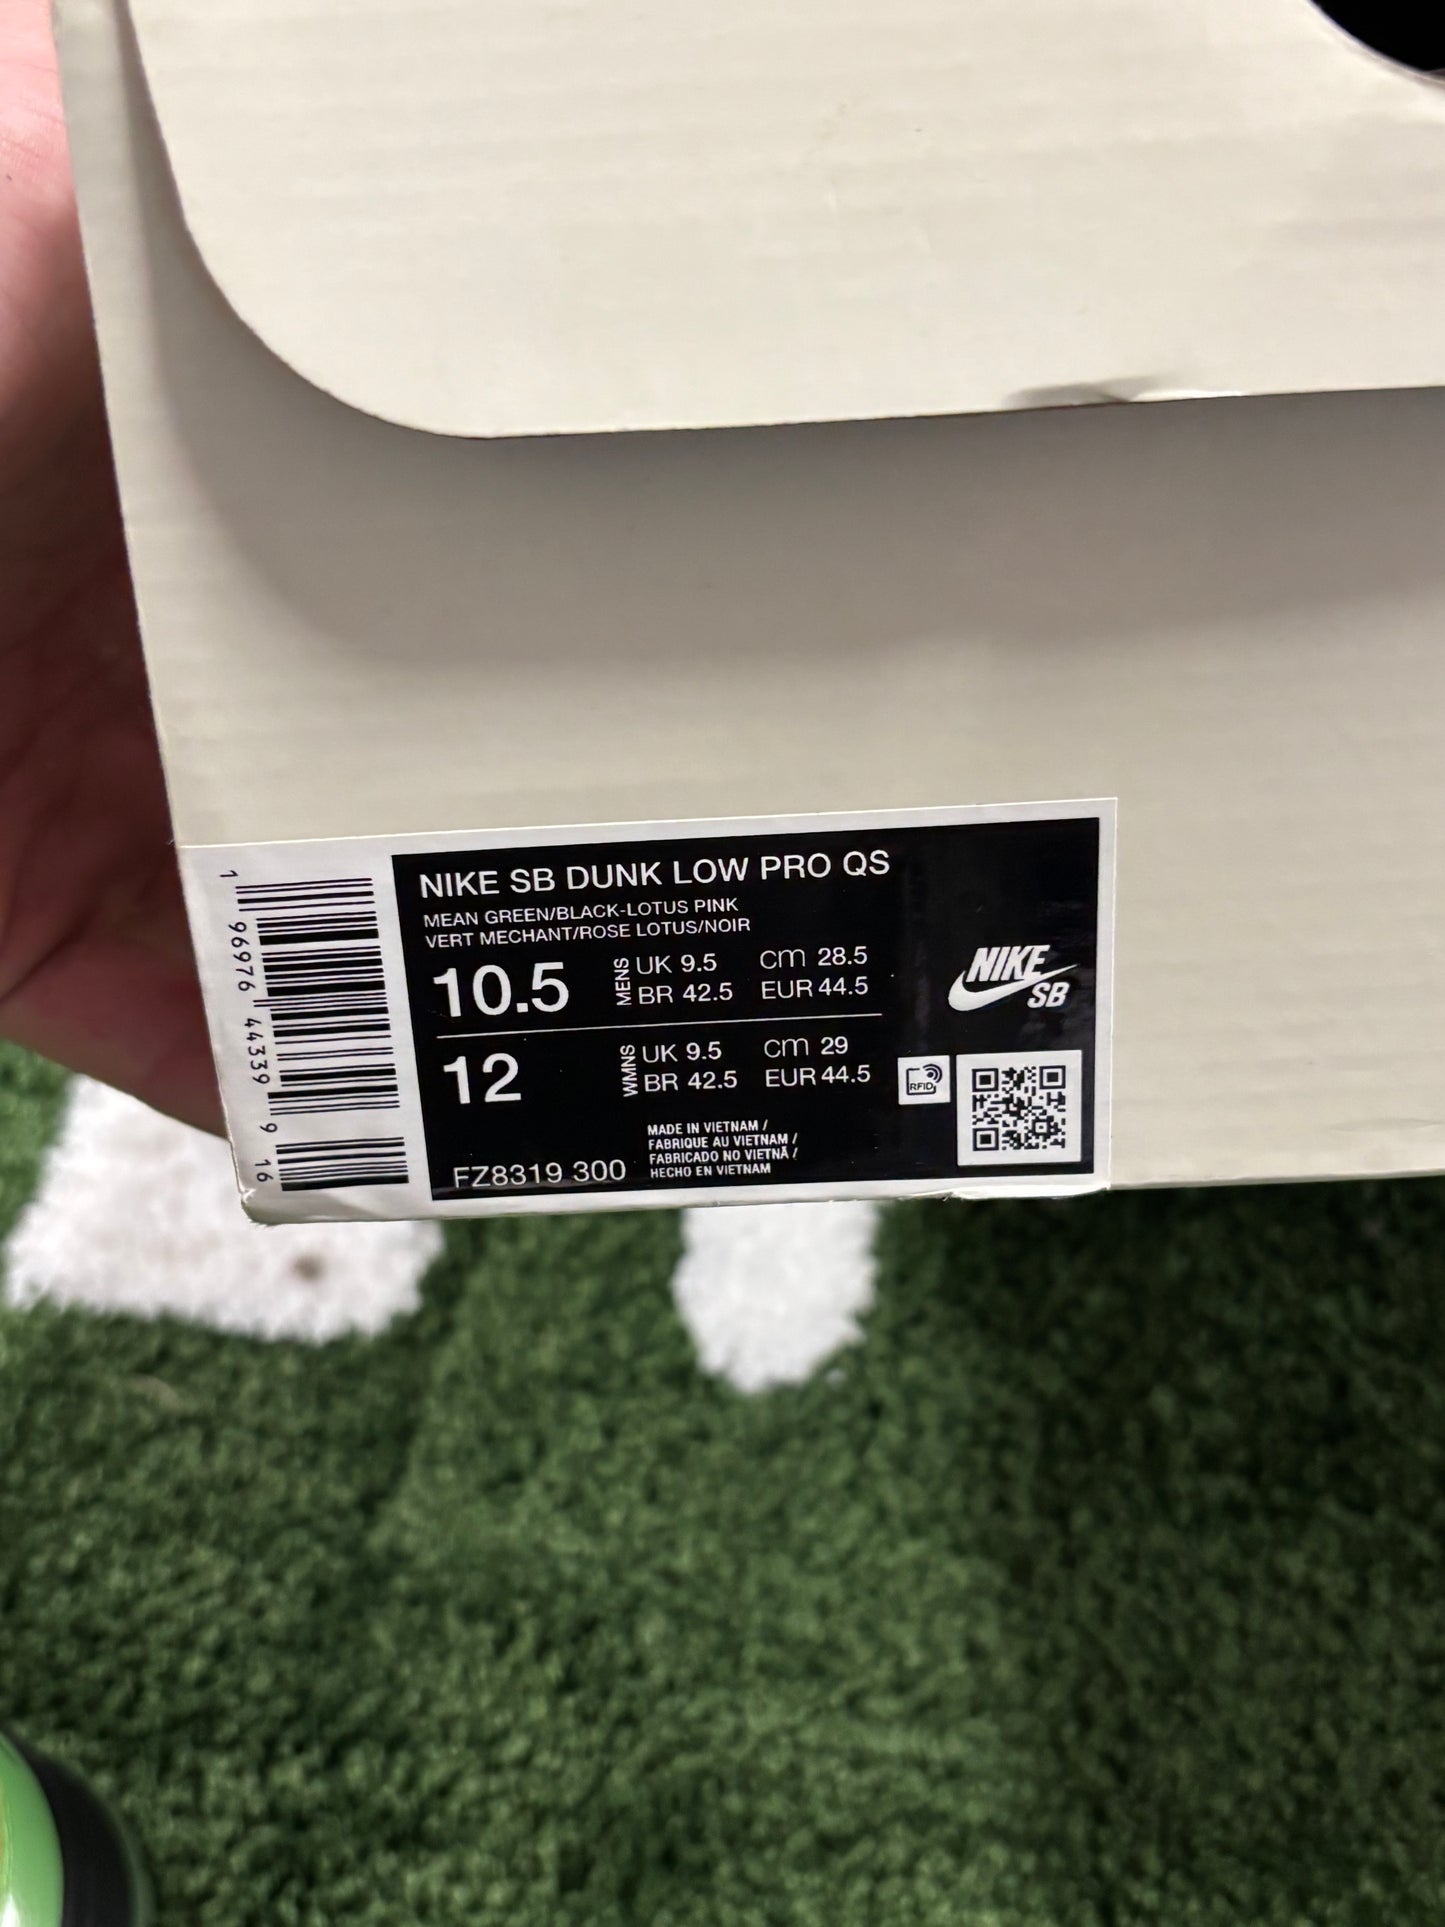 1 96976 44339 9 16
NIKE SB DUNK LOW PRO QS
MEAN GREEN/BLACK-LOTUS PINK
VERT MECHANT/ROSE LOTUS/NOIR
10.5 MENS UK 9.5 cm 28.5
BR 42.5 EUR 44.5
12 WMNS UK 9.5 cm 29
BR 42.5 EUR 44.5
NIKE
SB
RFID
MADE IN VIETNAM /
FABRIQUE AU VIETNAM /
FABRICADO NO VIETNÃ /
HECHO EN VIETNAM
FZ8319 300